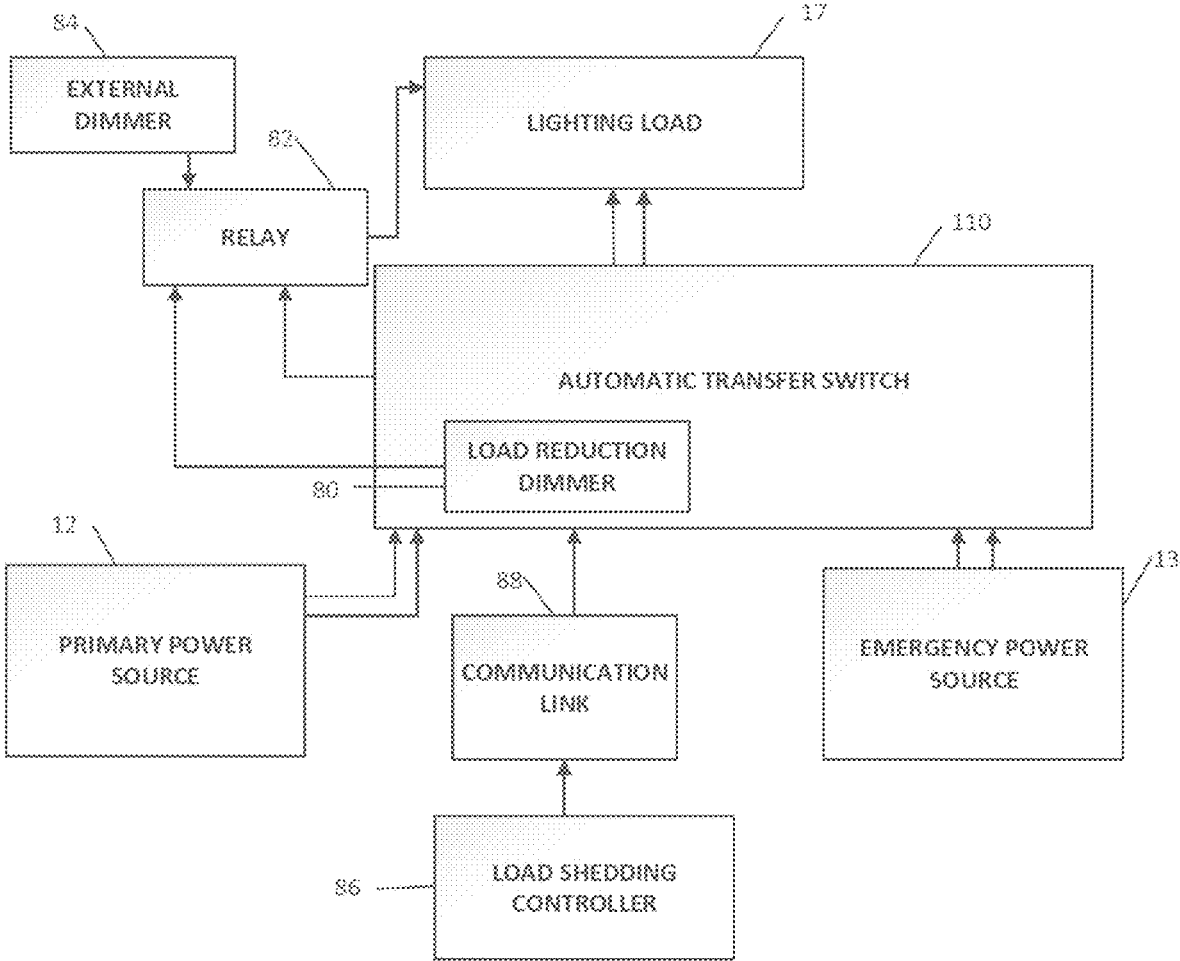 84
17
EXTERNAL
DIMMER
LIGHTING LOAD
82
RELAY
110
AUTOMATIC TRANSFER SWITCH
LOAD REDUCTION
DIMMER
80
12
88
13
PRIMARY POWER
SOURCE
COMMUNICATION
LINK
EMERGENCY POWER
SOURCE
86
LOAD SHEDDING
CONTROLLER